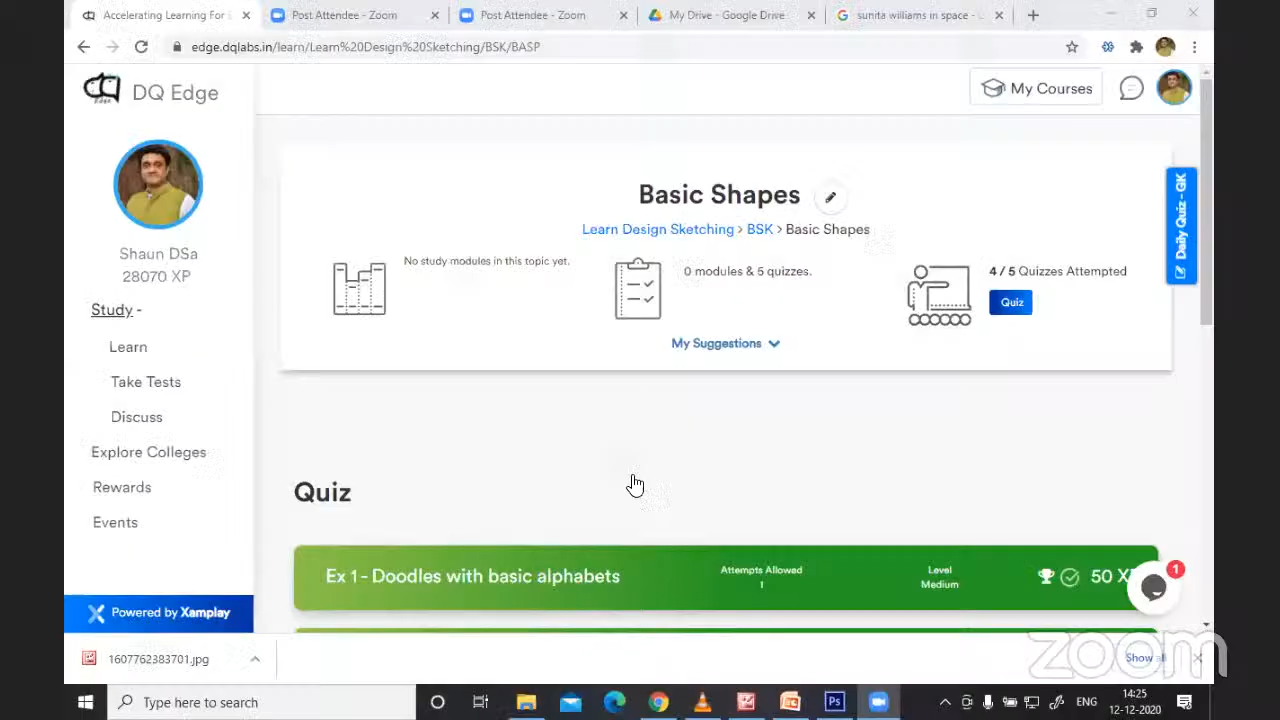 Accelerating Learning For E
Post Attendee - Zoom
Post Attendee - Zoom
My Drive - Google Drive
sunita williams in space -
edge.dqlabs.in/learn/Learn%20Design%20Sketching/BSK/BASP
DQ Edge
My Courses
Shaun DSa
28070 XP
Study -
Learn
Take Tests
Discuss
Explore Colleges
Rewards
Events
Powered by Xamplay
Basic Shapes
Learn Design Sketching > BSK > Basic Shapes
No study modules in this topic yet.
0 modules & 5 quizzes.
4 / 5 Quizzes Attempted
Quiz
My Suggestions
Daily Quiz - GK
Quiz
Ex 1 - Doodles with basic alphabets
Attempts Allowed
1
Level
Medium
50 X
1
1607762383701.jpg
Show all
zoom
Type here to search
Ps
ENG
14:25
12-12-2020